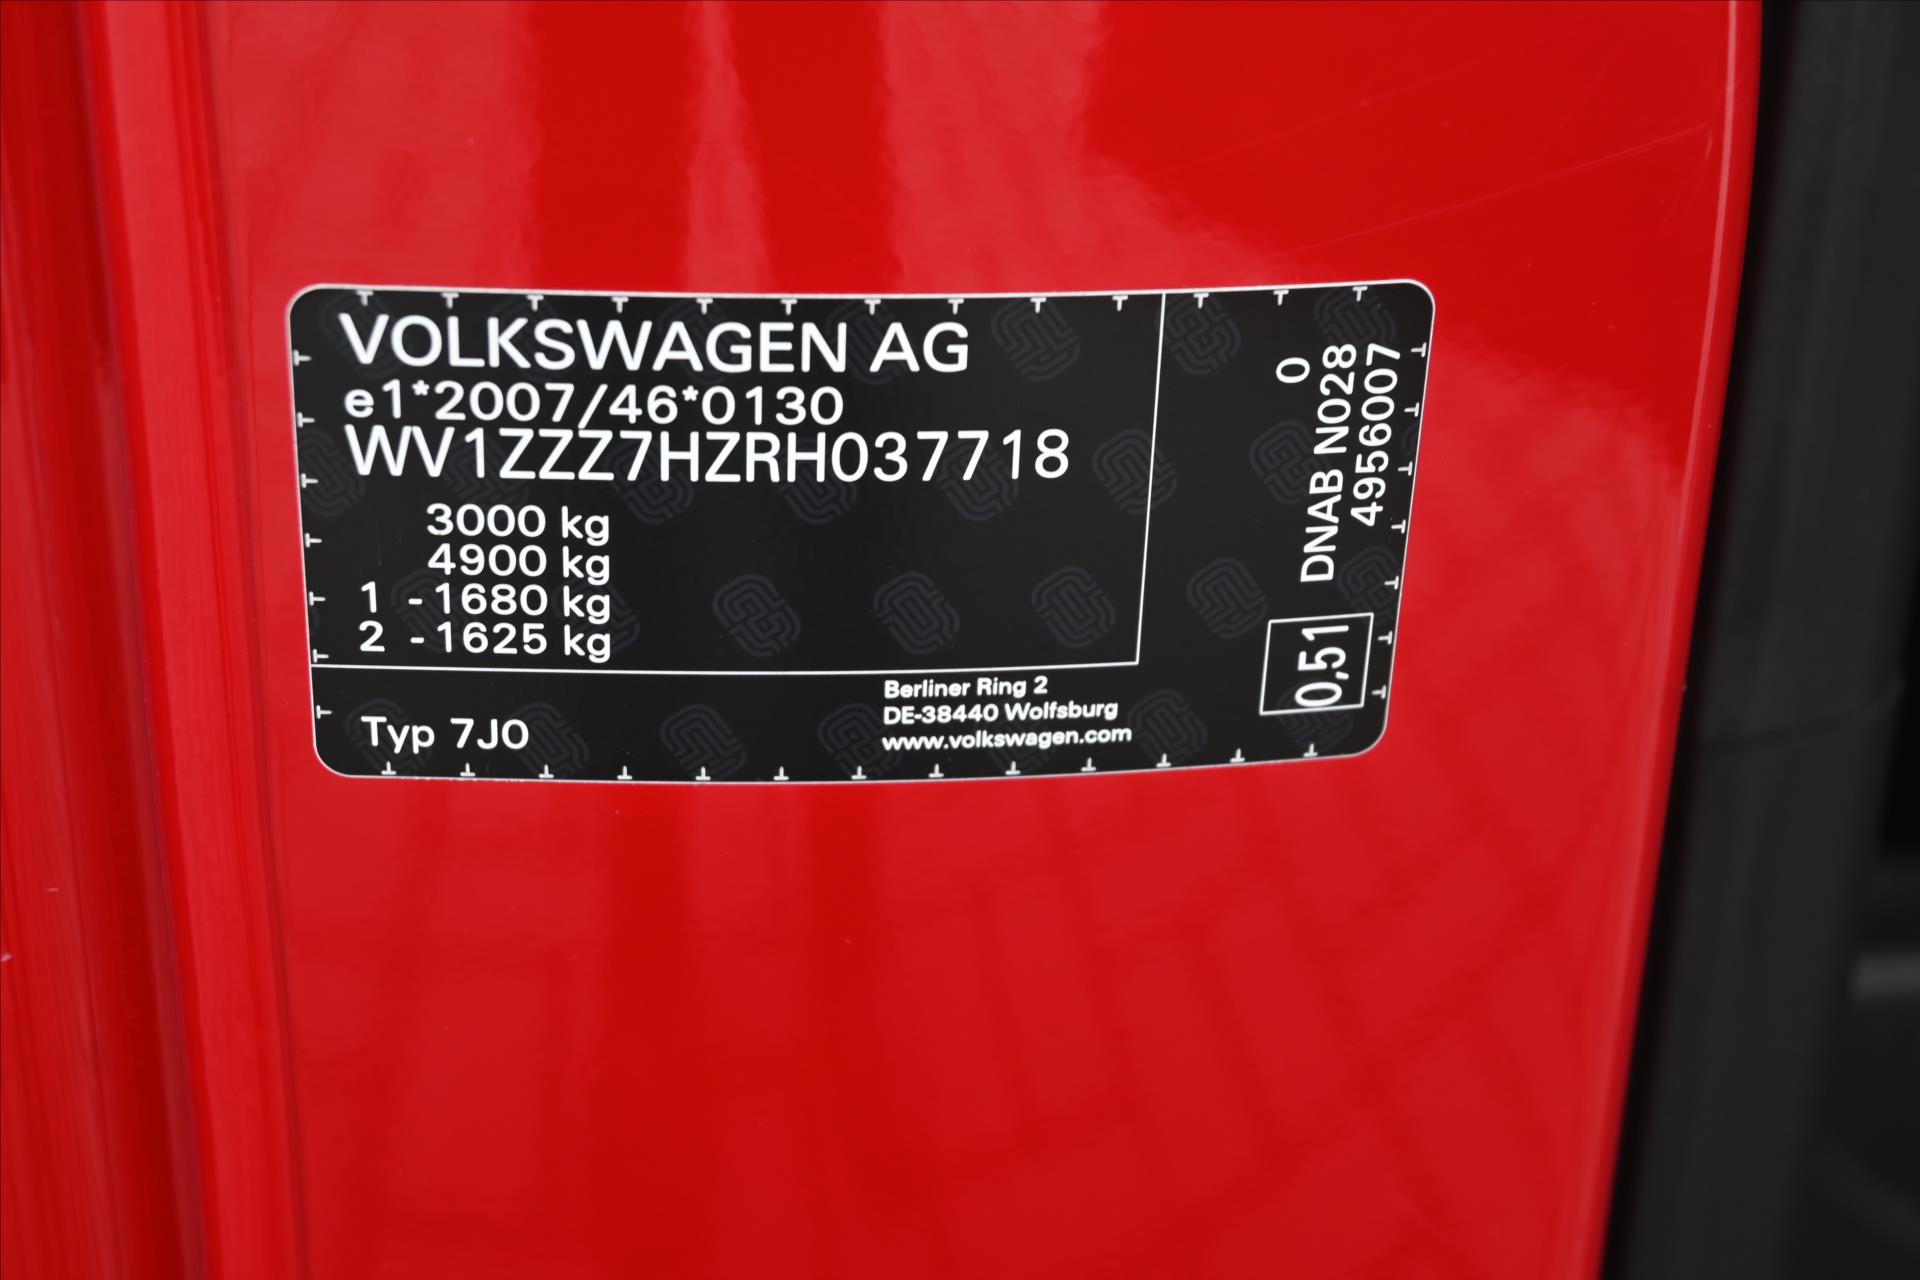 VOLKSWAGEN AG
e1*2007/46*0130
WV1ZZZ7HZRH037718
3000 kg
4900 kg
1 -1680 kg
2 -1625 kg
Typ 7J0
Berliner Ring 2
DE-38440 Wolfsburg
www.volkswagen.com
0
DNAB N028
4956007
0,51